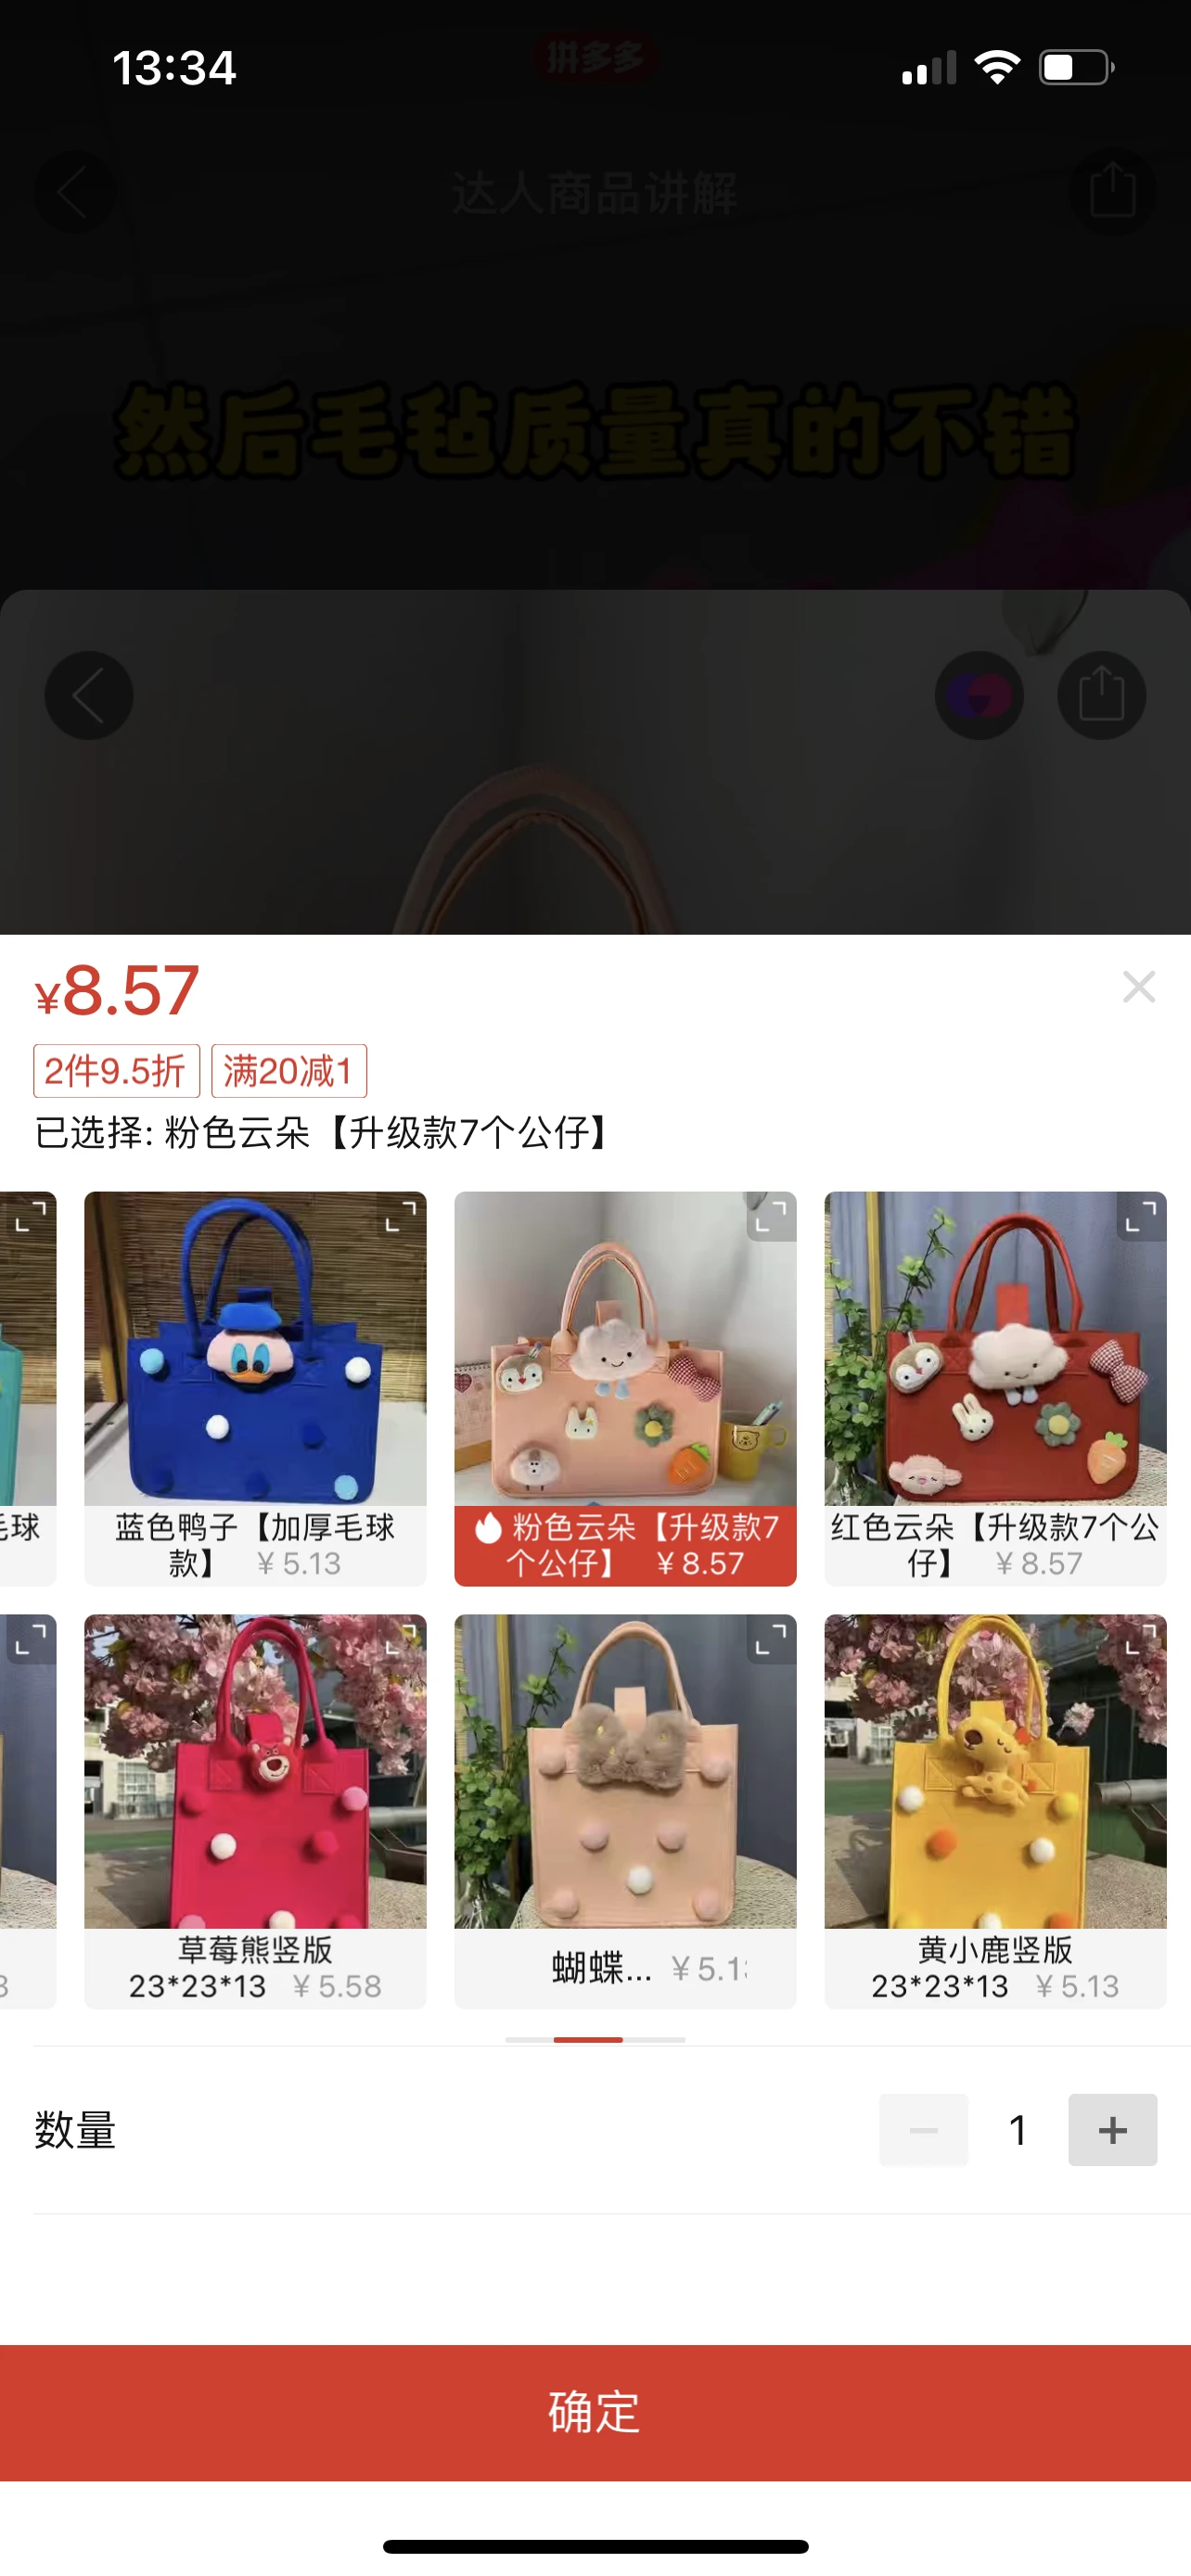 13:34
拼多多
达人商品讲解
然后毛毡质量真的不错
¥8.57
2件9.5折 满20减1
已选择: 粉色云朵【升级款7个公仔】
毛球
蓝色鸭子【加厚毛球
款】 ¥5.13
粉色云朵【升级款7
个公仔】 ¥8.57
红色云朵【升级款7个公
仔】 ¥8.57
3
草莓熊竖版
23*23*13 ¥5.58
蝴蝶... ¥5.1
黄小鹿竖版
23*23*13 ¥5.13
数量
1
确定